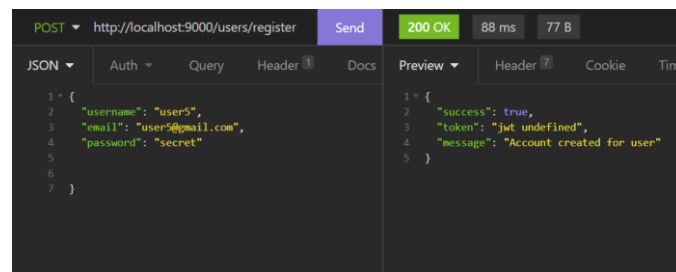 POST http://localhost:9000/users/register Send 200 OK 88 ms 77 B
JSON Auth Query Header 1 Docs Preview Header 7 Cookie Tim
1 {
2 "username": "user5",
3 "email": "user5@gmail.com",
4 "password": "secret"
5
6
7 }
1 {
2 "success": true,
3 "token": "jwt undefined",
4 "message": "Account created for user"
5 }